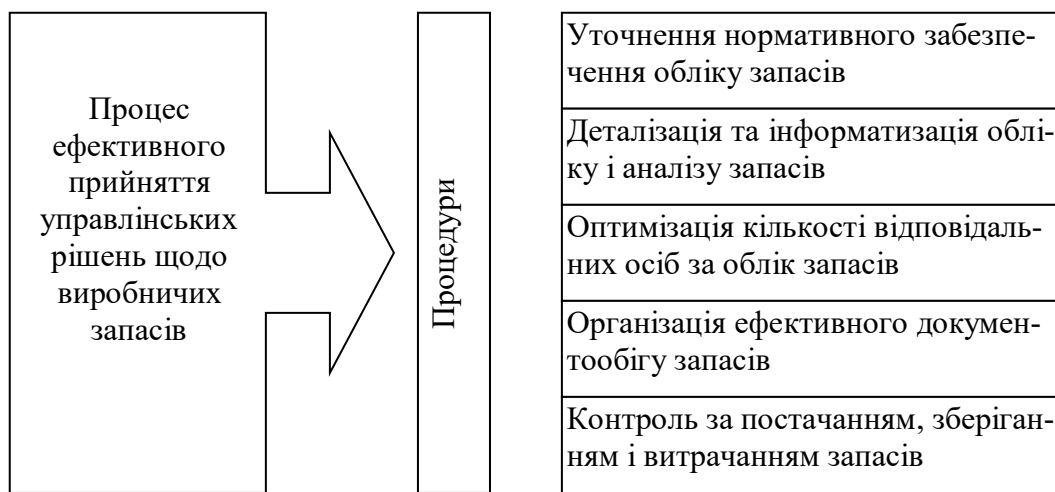 Процес
ефективного
прийняття
управлінських
рішень щодо
виробничих
запасів
Процедури
Уточнення нормативного забезпе-
чення обліку запасів
Деталізація та інформатизація облі-
ку і аналізу запасів
Оптимізація кількості відповідаль-
них осіб за облік запасів
Організація ефективного докумен-
тообігу запасів
Контроль за постачанням, зберіган-
ням і витрачанням запасів